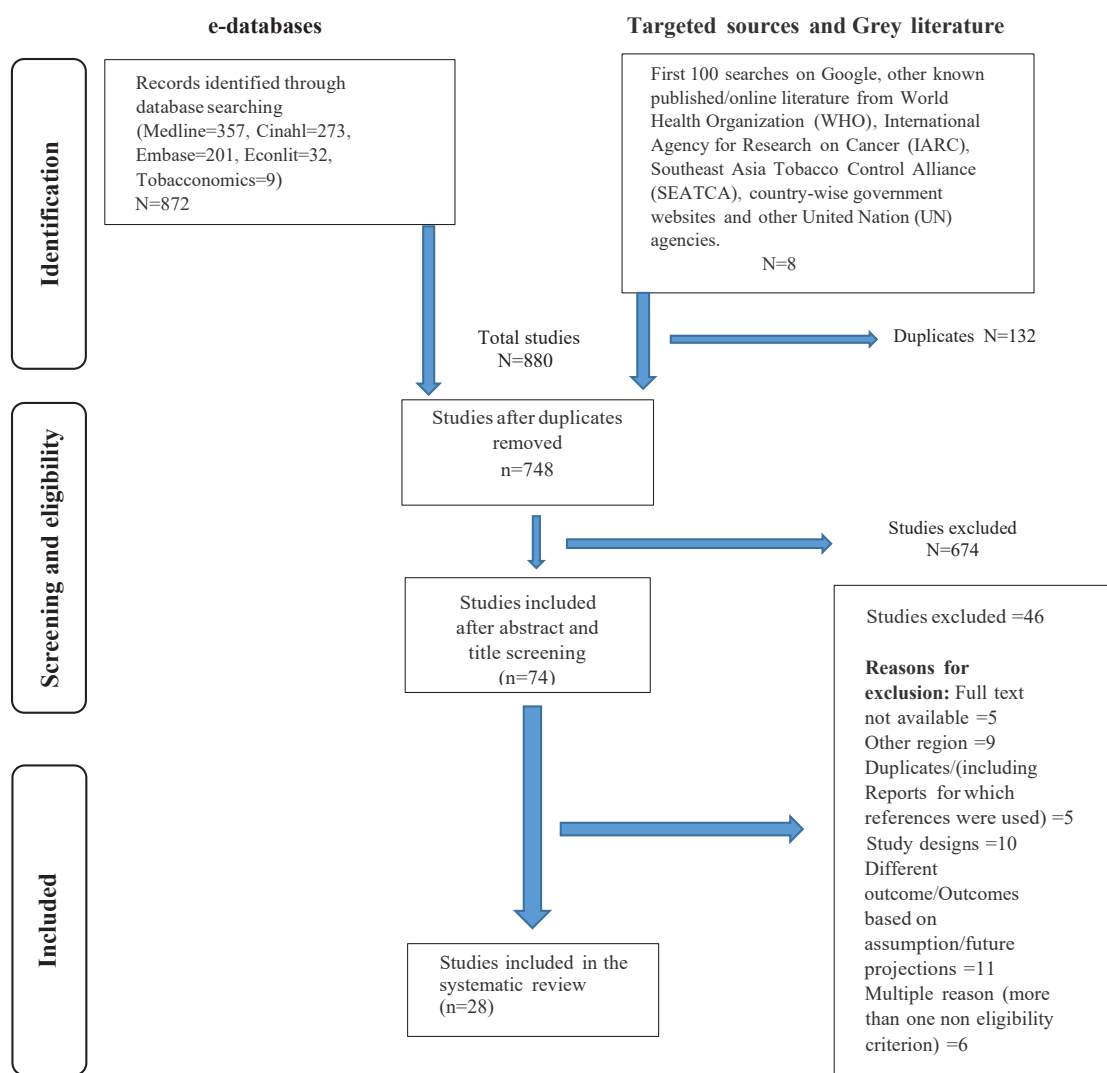 e-databases
Targeted sources and Grey literature
Identification
Records identified through
database searching
(Medline=357, Cinahl=273,
Embase=201, Econlit=32,
Tobacconomics=9)
N=872
First 100 searches on Google, other known
published/online literature from World
Health Organization (WHO), International
Agency for Research on Cancer (IARC),
Southeast Asia Tobacco Control Alliance
(SEATCA), country-wise government
websites and other United Nation (UN)
agencies.
N=8
Total studies
N=880
Duplicates N=132
Screening and eligibility
Studies after duplicates
removed
n=748
Studies excluded
N=674
Studies included
after abstract and
title screening
(n=74)
Studies excluded =46
Reasons for
exclusion: Full text
not available =5
Other region =9
Duplicates/(including
Reports for which
references were used) =5
Study designs =10
Different
outcome/Outcomes
based on
assumption/future
projections =11
Multiple reason (more
than one non eligibility
criterion) =6
Included
Studies included in the
systematic review
(n=28)